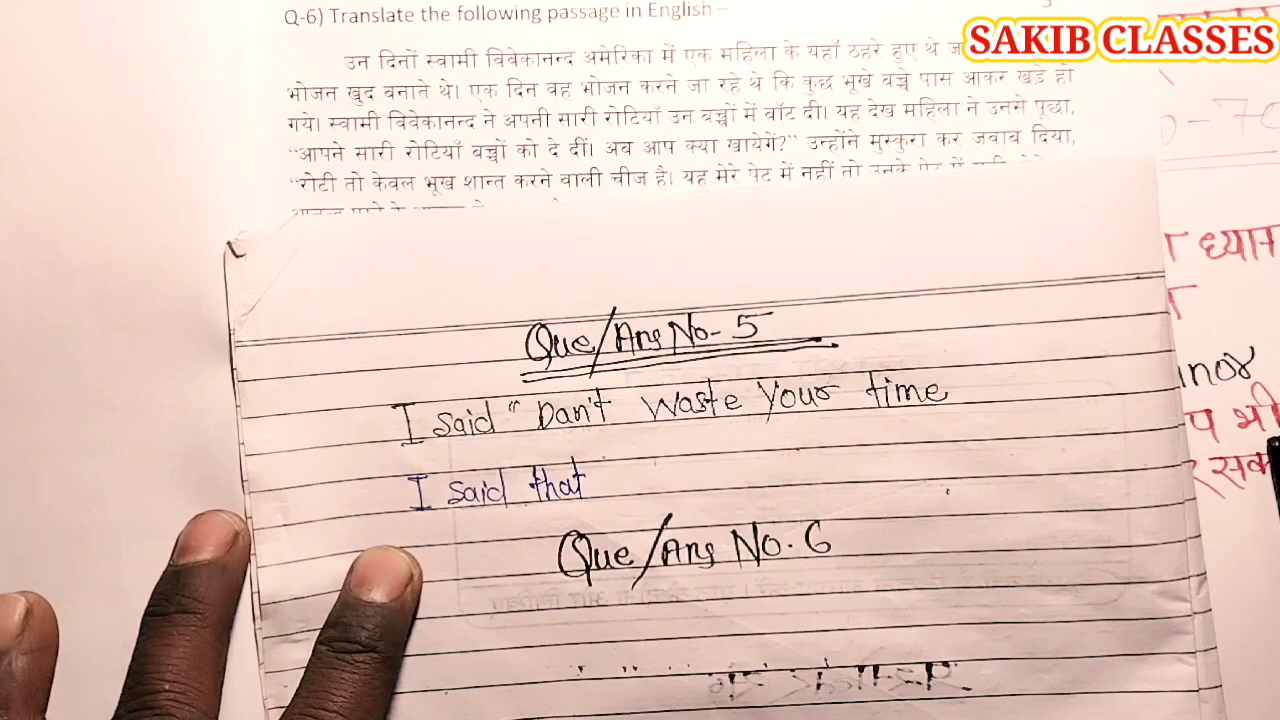 Q-6) Translate the following passage in English –
SAKIB CLASSES
उन दिनों स्वामी विवेकानन्द अमेरिका में एक महिला के यहाँ ठहरे हुए थे
भोजन खुद बनाते थे। एक दिन वह भोजन करने जा रहे थे कि कुछ भूखे बच्चे पास आकर खड़े हो
गये। स्वामी विवेकानन्द ने अपनी सारी रोटियाँ उन बच्चों में बाँट दी। यह देख महिला ने उनसे पूछा,
“आपने सारी रोटियाँ बच्चों को दे दीं। अब आप क्या खायेगें?” उन्होंने मुस्कुरा कर जवाब दिया,
“रोटी तो केवल भूख शान्त करने वाली चीज है। यह मेरे पेट में नहीं तो उनके पेट में
ध्यान
Que/Ans No- 5
I said "Dan't waste your time
I said that
Que/Ans No. 6